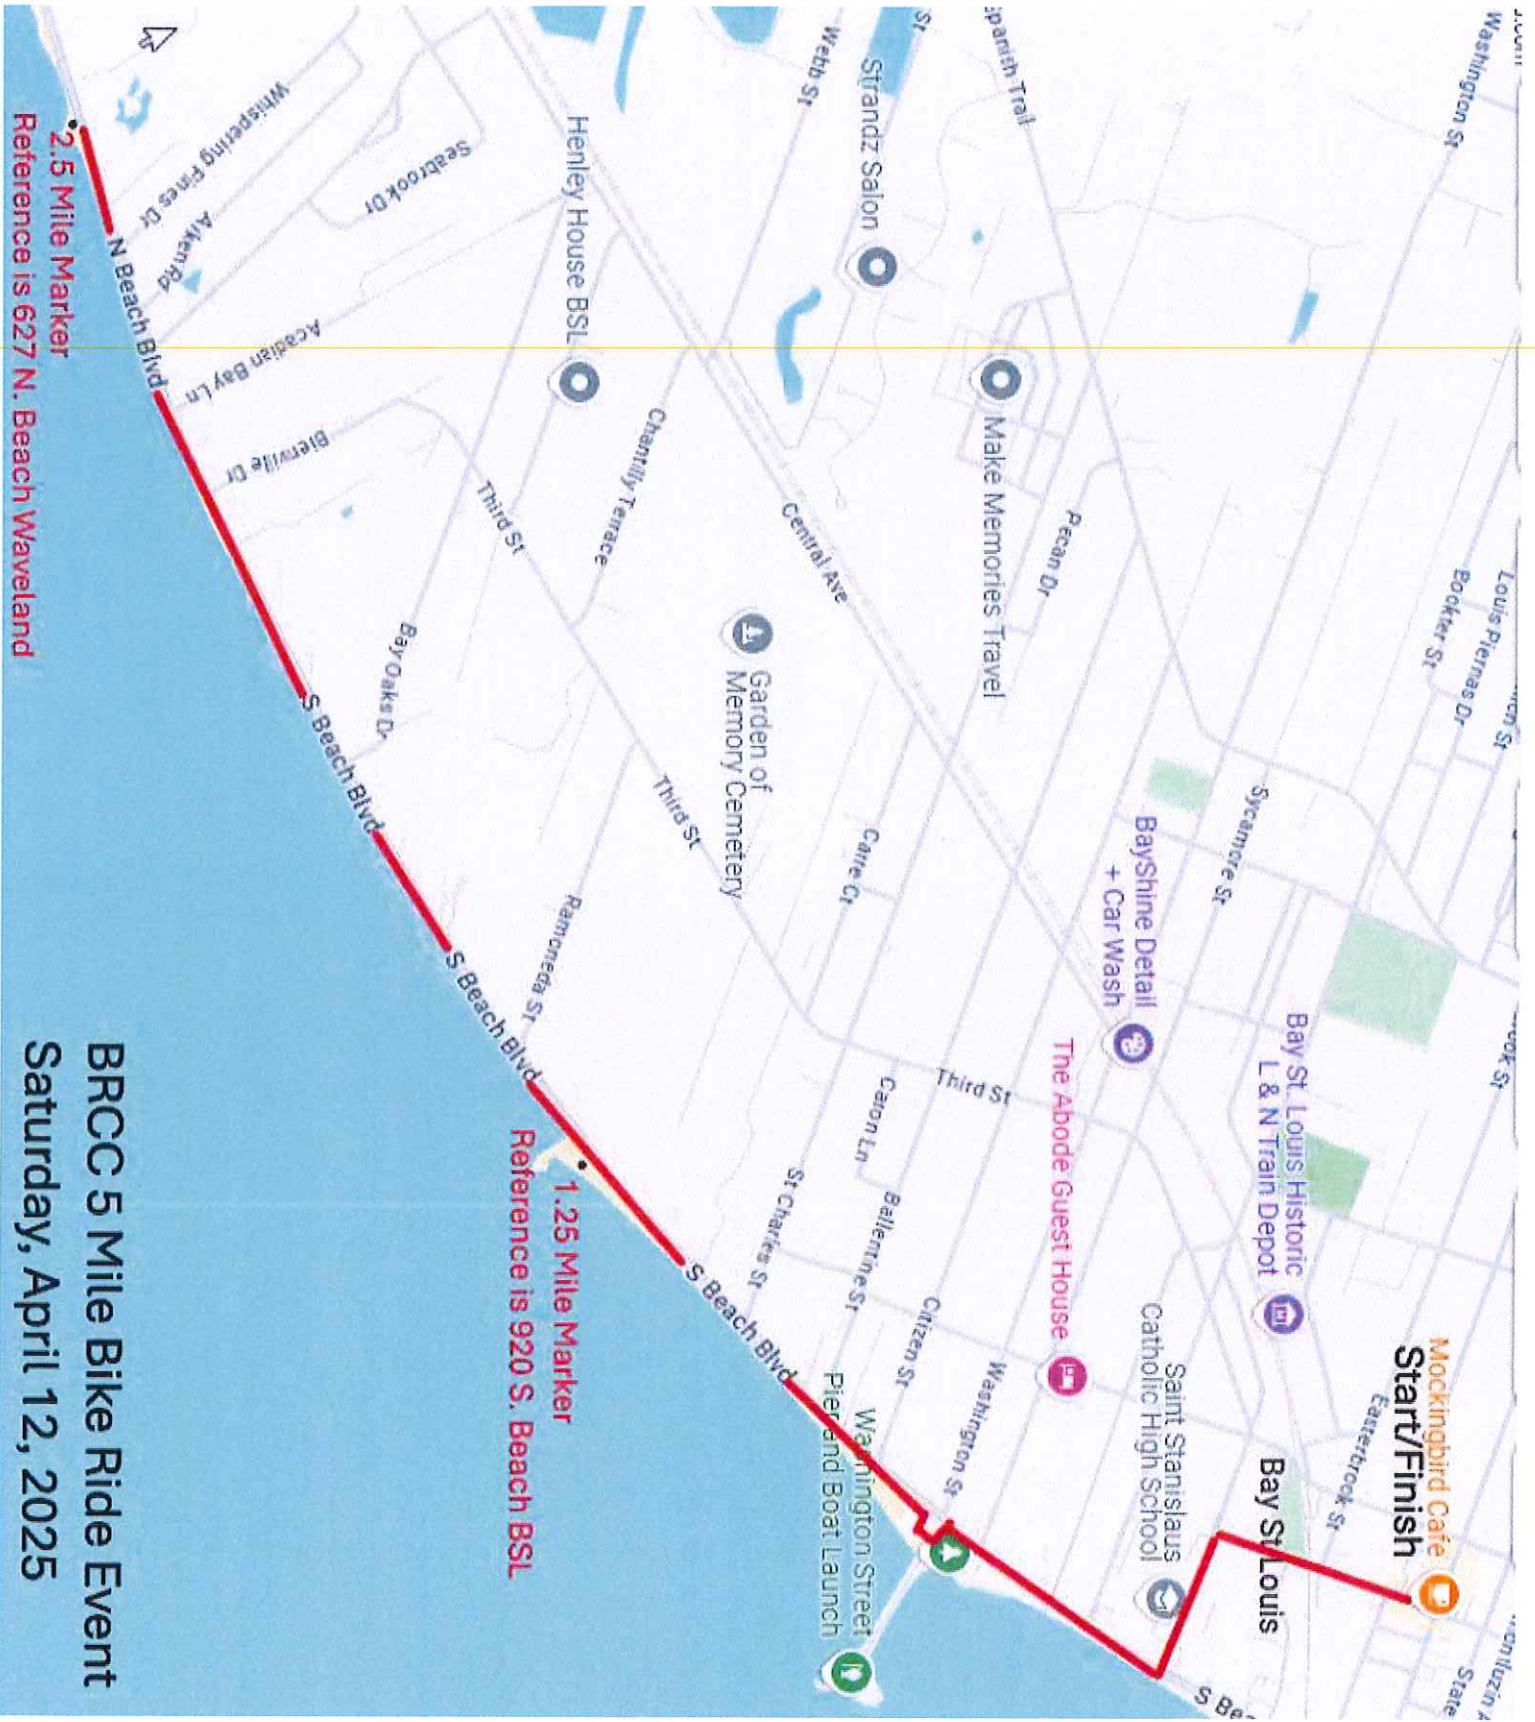 Washington St
Louis Piernas Dr
Bookter St
State
Mockingbird Cafe
Start/Finish
Easterbrook St
Bay St. Louis Historic
L & N Train Depot
Bay St Louis
Sycamore St
S Bea
BayShine Detail
+ Car Wash
Saint Stanislaus
Catholic High School
Pecan Dr
The Abode Guest House
Spanish Trail
Make Memories Travel
Third St
Washington St
Citizen St
Ballentine St
Caron Ln
Carre Ct
Strandz Salon
Central Ave
Webb St
St
Washington Street
Pier and Boat Launch
St Charles St
S Beach Blvd
Garden of
Memory Cemetery
Third St
Chantilly Terrace
Henley House BSL
Ramoneda St
1.25 Mile Marker
Reference is 920 S. Beach BSL
S Beach Blvd
Third St
Seabrook Dr
Bay Oaks Dr
S Beach Blvd
Bienville Dr
Acadian Bay Ln
Whispering Pines Dr
Aiken Rd
N Beach Blvd
2.5 Mile Marker
Reference is 627 N. Beach Waveland
BRCC 5 Mile Bike Ride Event
Saturday, April 12, 2025